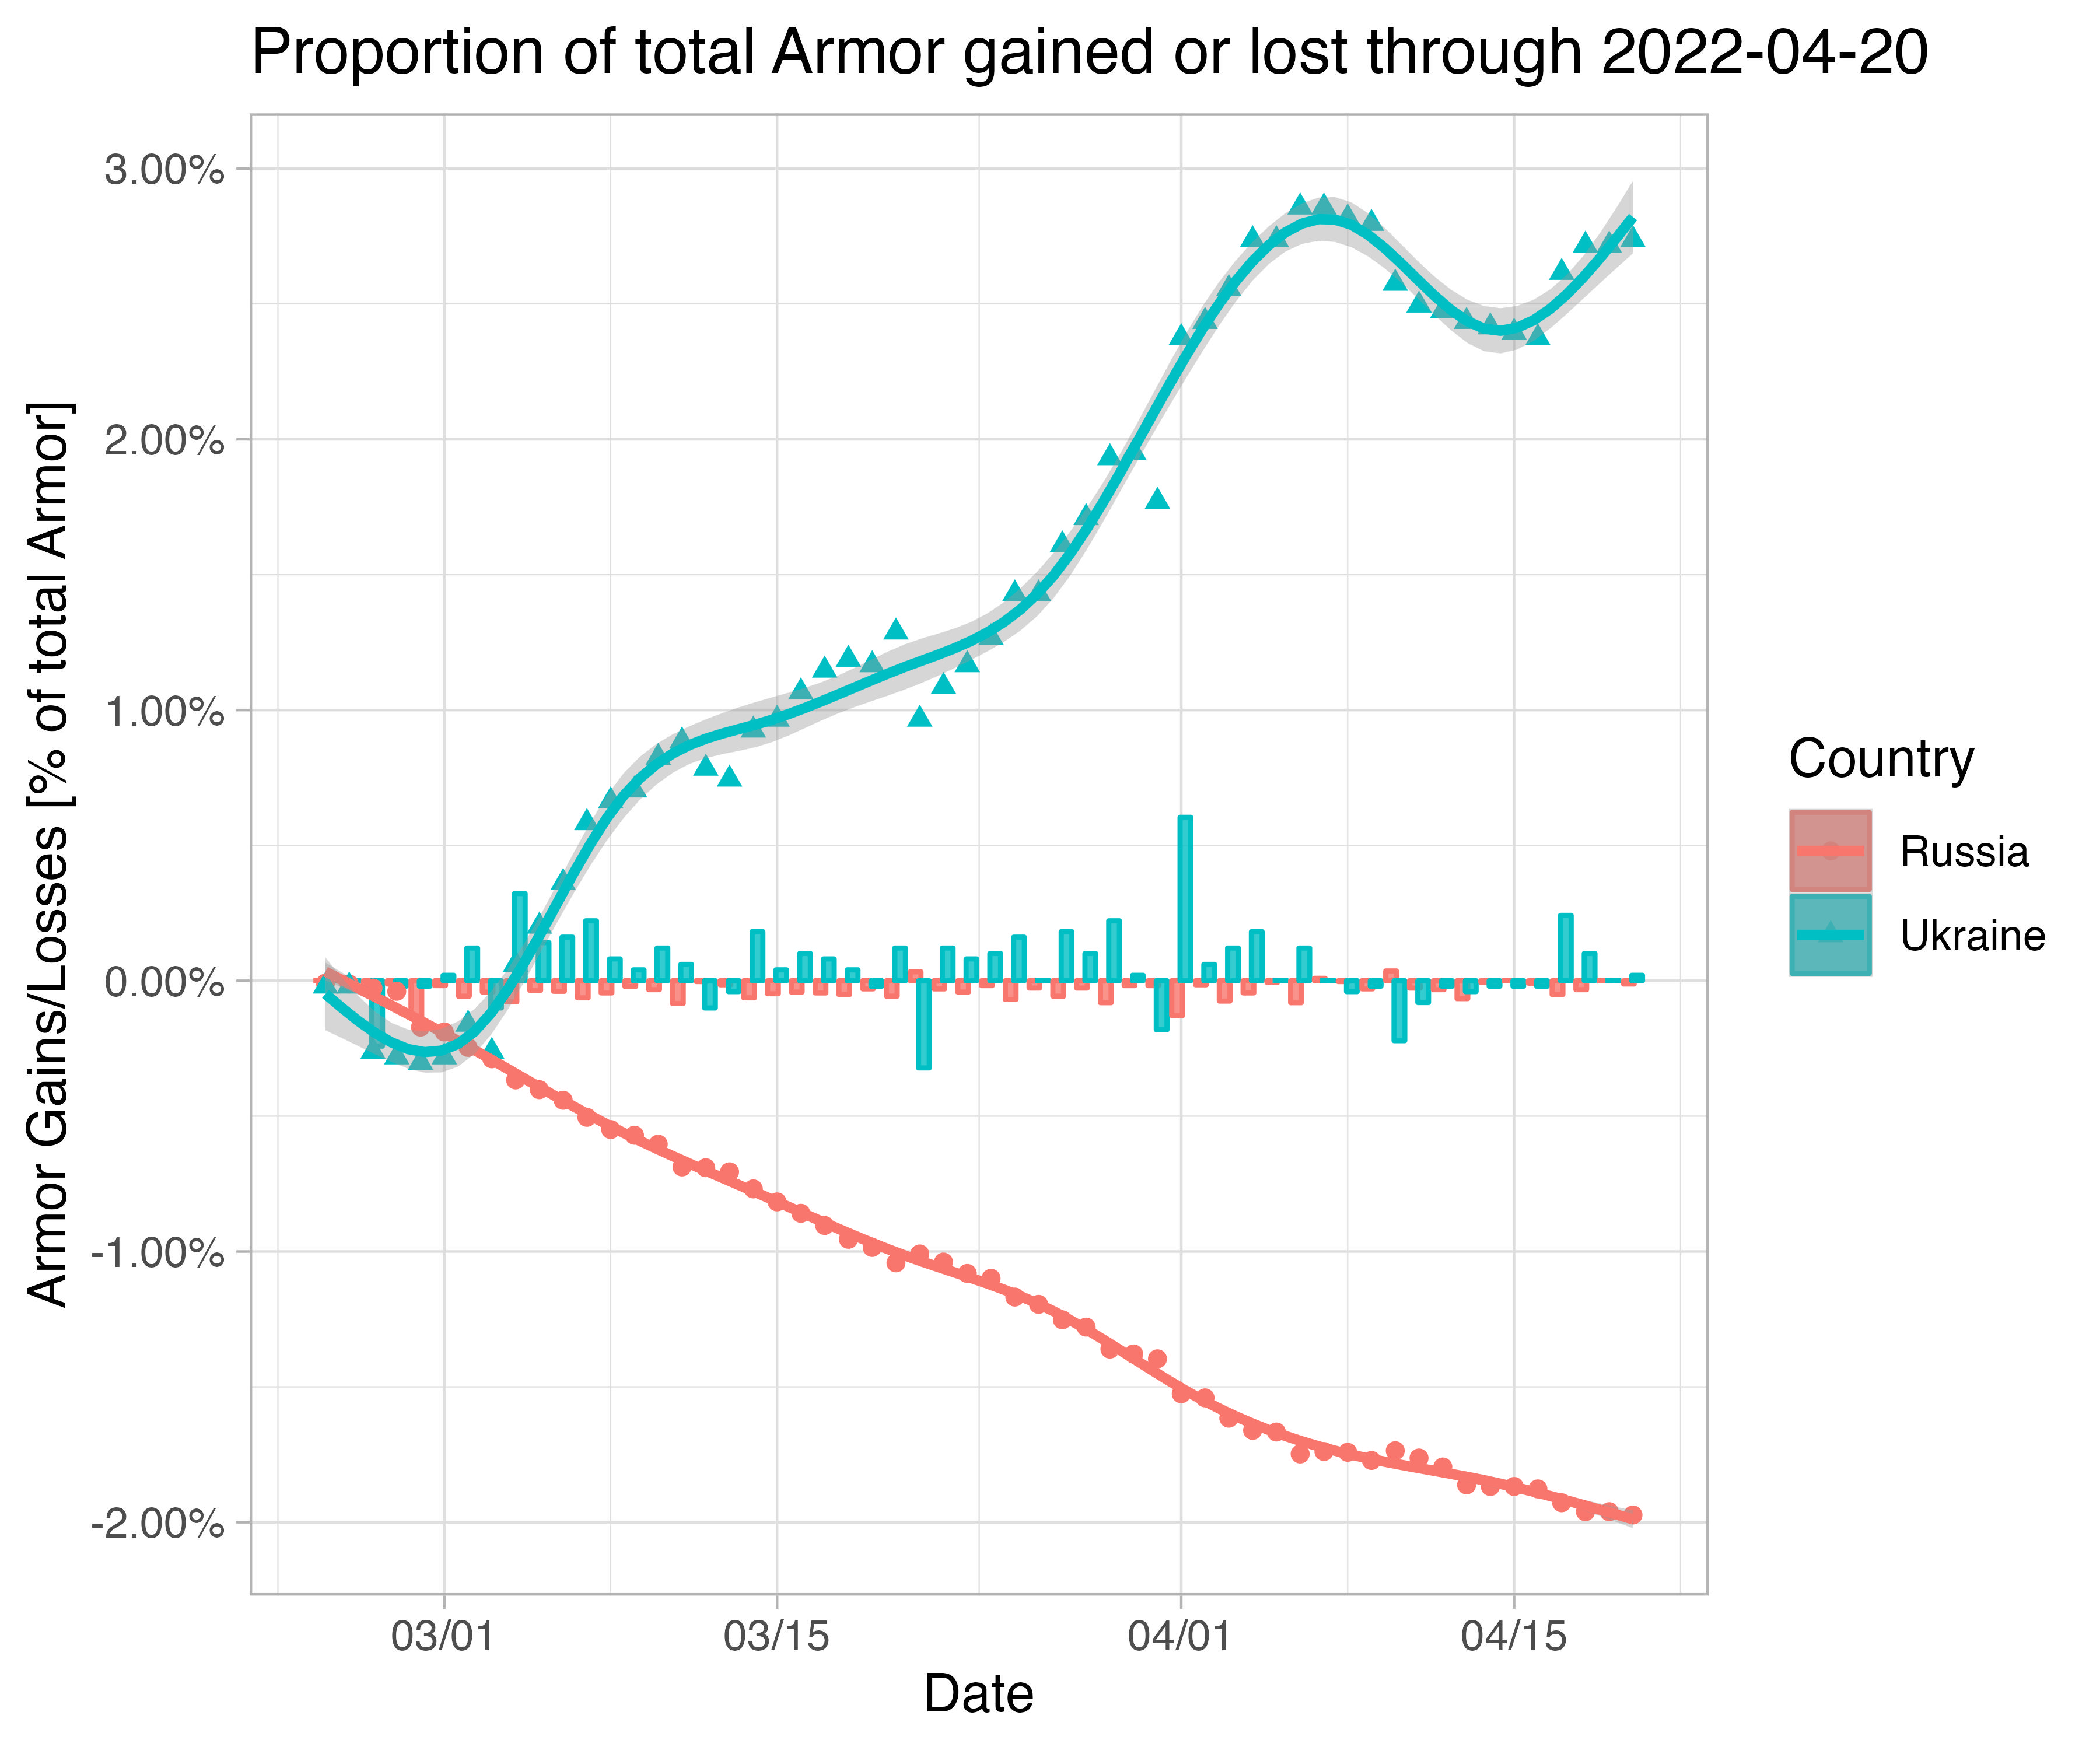 Proportion of total Armor gained or lost through 2022-04-20
Armor Gains/Losses [% of total Armor]
3.00%
2.00%
1.00%
0.00%
-1.00%
-2.00%
03/01
03/15
04/01
04/15
Date
Country
Russia
Ukraine